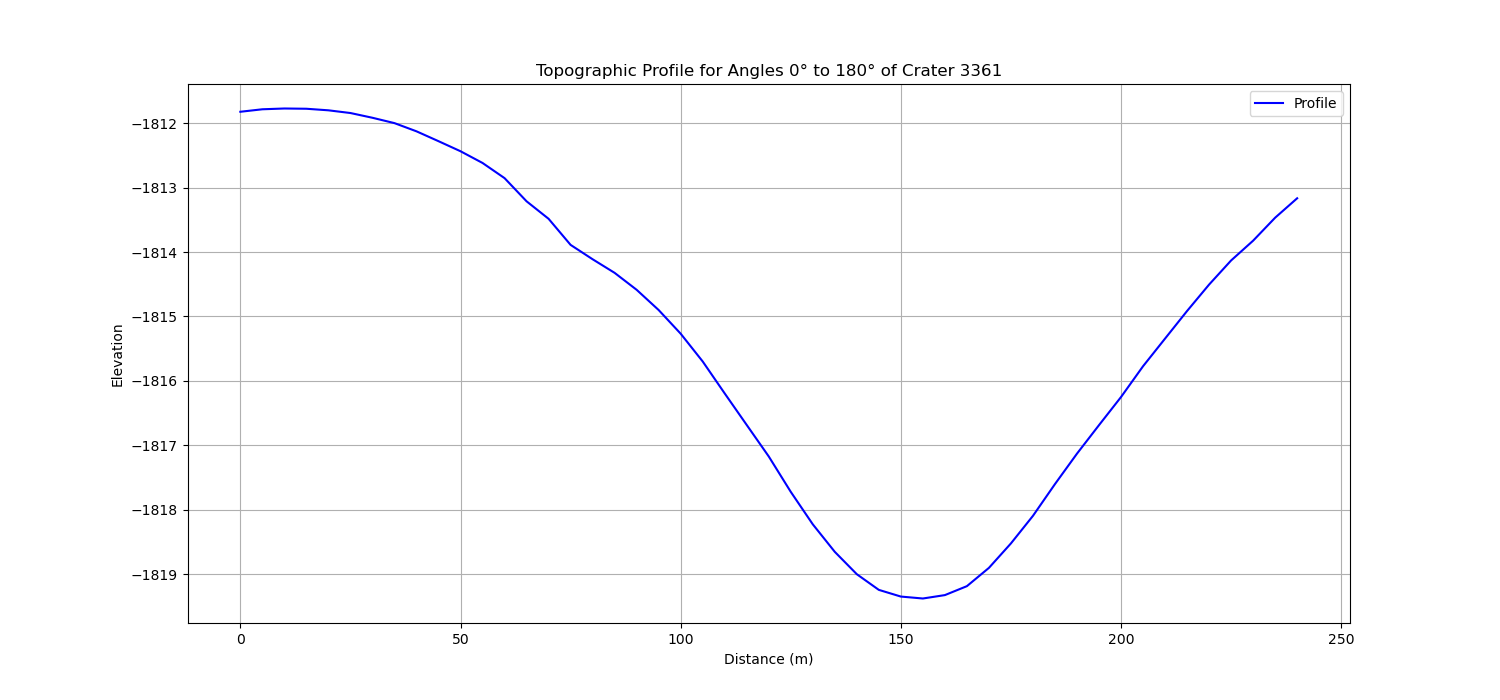 Topographic Profile for Angles 0° to 180° of Crater 3361
Profile
−1812
−1813
−1814
−1815
−1816
−1817
−1818
−1819
Elevation
0 50 100 150 200 250
Distance (m)